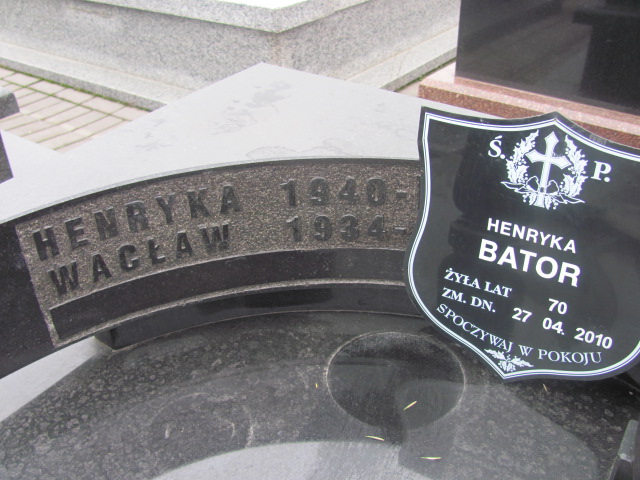 HENRYKA 1940-
WACŁAW 1934-
Ś. P.
HENRYKA
BATOR
ŻYŁA LAT 70
ZM. DN. 27 04. 2010
SPOCZYWAJ W POKOJU